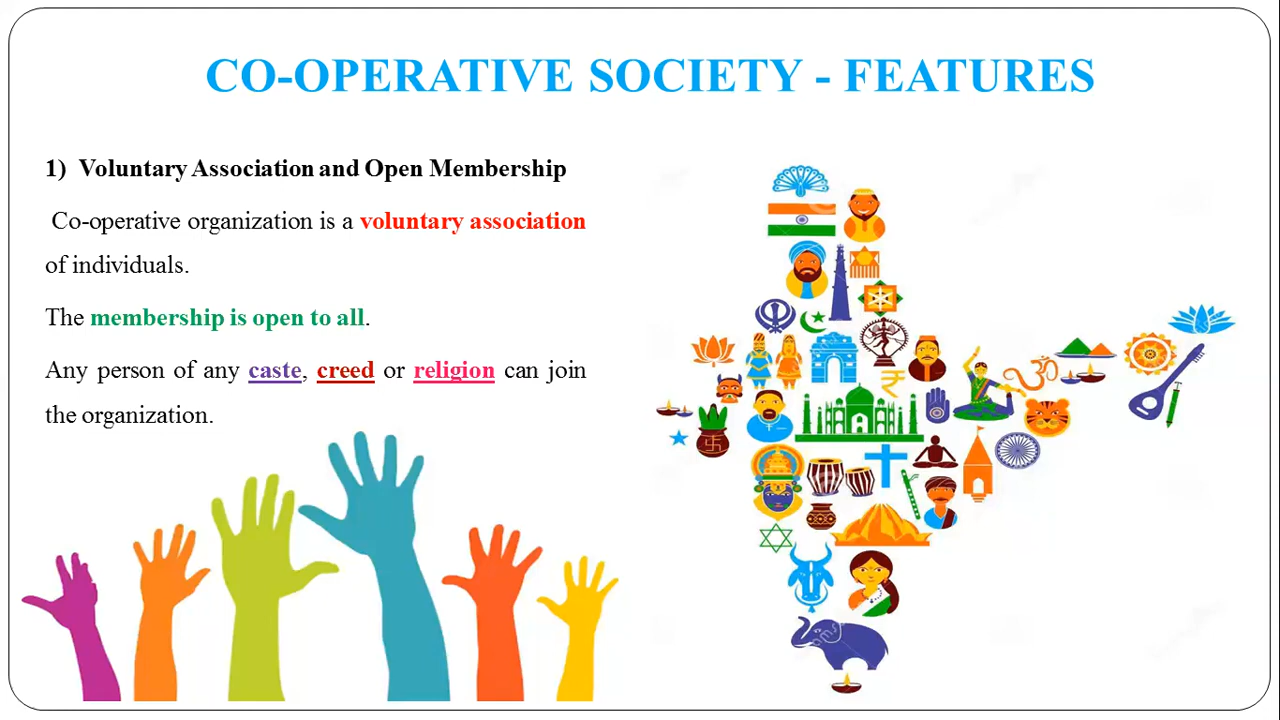 CO-OPERATIVE SOCIETY - FEATURES
1) Voluntary Association and Open Membership
Co-operative organization is a voluntary association
of individuals.
The membership is open to all.
Any person of any caste, creed or religion can join
the organization.